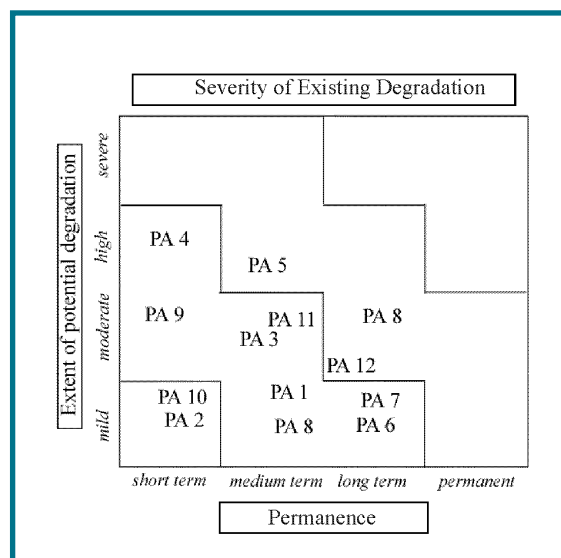 Severity of Existing Degradation
Extent of potential degradation
severe
high
moderate
mild
PA 4
PA 5
PA 9
PA 11
PA 8
PA 3
PA 12
PA 10
PA 1
PA 7
PA 2
PA 8
PA 6
short term
medium term
long term
permanent
Permanence